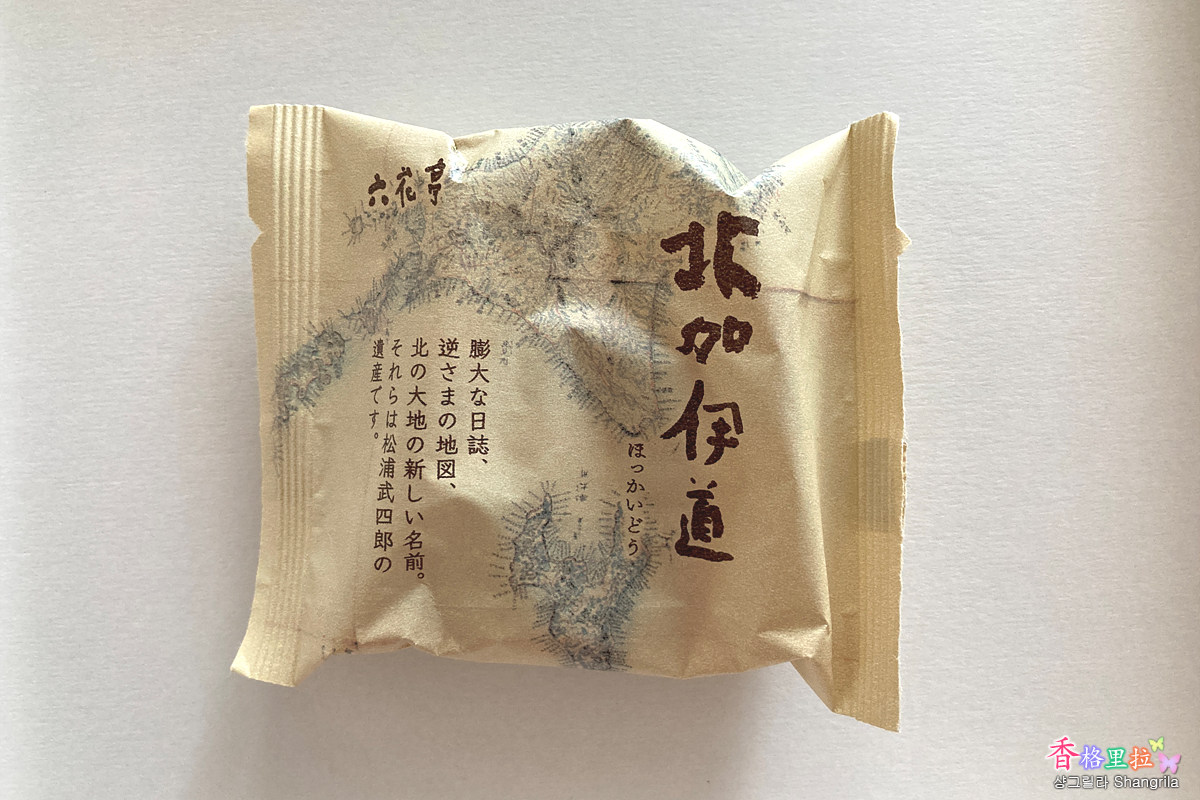 六花亭
北加伊道
ほっかいどう
膨大な日誌、
逆さまの地図、
北の大地の新しい名前。
それらは松浦武四郎の
遺産です。
香格里拉
샹그릴라 Shangrila